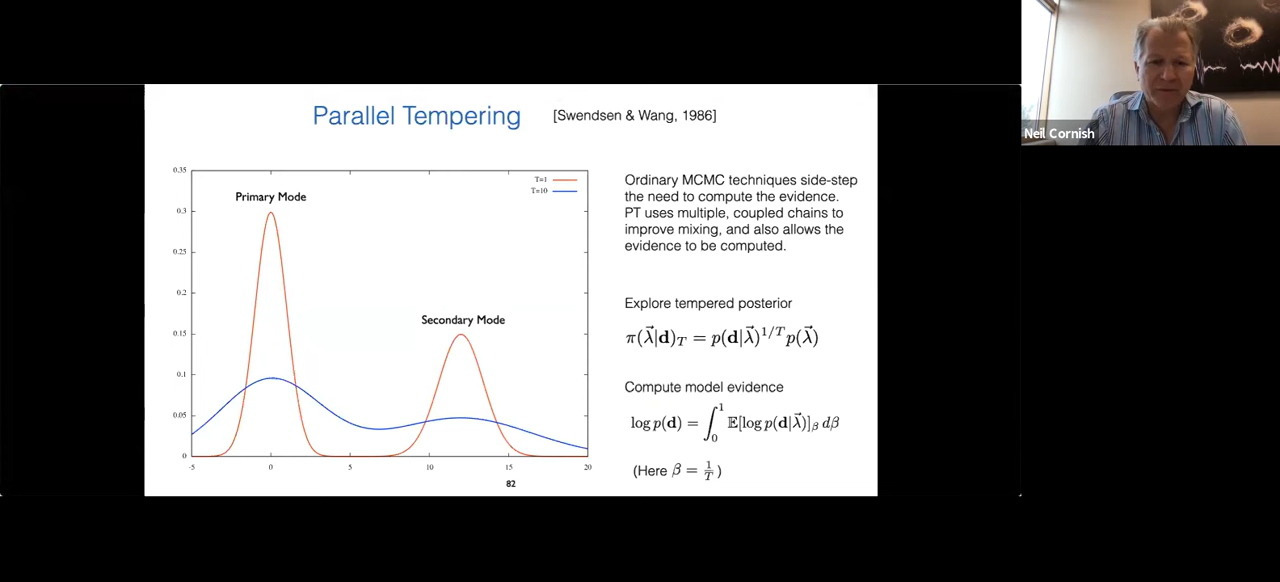 Parallel Tempering [Swendsen & Wang, 1986]
0.35
0.3
0.25
0.2
0.15
0.1
0.05
0
-5 0 5 10 15 20
T=1
T=10
Primary Mode
Secondary Mode
Ordinary MCMC techniques side-step
the need to compute the evidence.
PT uses multiple, coupled chains to
improve mixing, and also allows the
evidence to be computed.
Explore tempered posterior
π(λ⃗|d)_T = p(d|λ⃗)^{1/T} p(λ⃗)
Compute model evidence
log p(d) = ∫_0^1 𝔼[log p(d|λ⃗)]_β dβ
(Here β = 1/T )
82
Neil Cornish